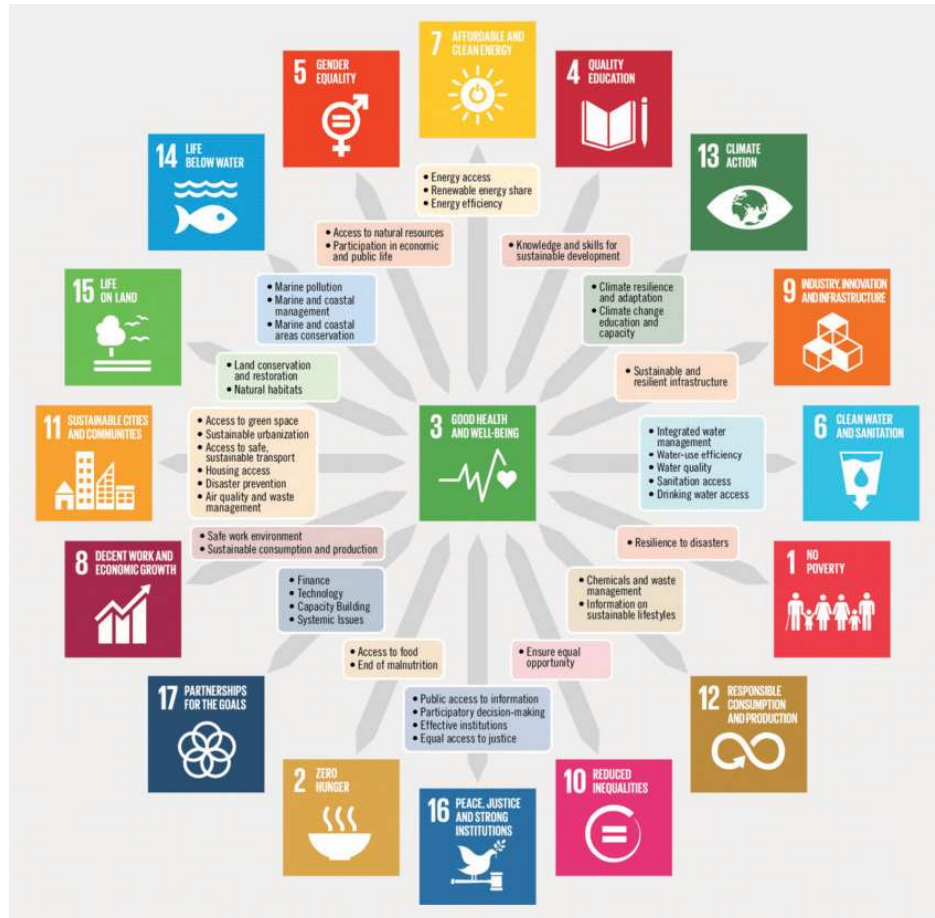 7 AFFORDABLE AND
CLEAN ENERGY
5 GENDER
EQUALITY
4 QUALITY
EDUCATION
14 LIFE
BELOW WATER
13 CLIMATE
ACTION
• Energy access
• Renewable energy share
• Energy efficiency
• Access to natural resources
• Participation in economic
and public life
• Knowledge and skills for
sustainable development
15 LIFE
ON LAND
• Marine pollution
• Marine and coastal
management
• Marine and coastal
areas conservation
• Climate resilience
and adaptation
• Climate change
education and
capacity
9 INDUSTRY, INNOVATION
AND INFRASTRUCTURE
• Land conservation
and restoration
• Natural habitats
• Sustainable and
resilient infrastructure
11 SUSTAINABLE CITIES
AND COMMUNITIES
• Access to green space
• Sustainable urbanization
• Access to safe,
sustainable transport
• Housing access
• Disaster prevention
• Air quality and waste
management
3 GOOD HEALTH
AND WELL-BEING
• Integrated water
management
• Water-use efficiency
• Water quality
• Sanitation access
• Drinking water access
6 CLEAN WATER
AND SANITATION
8 DECENT WORK AND
ECONOMIC GROWTH
• Safe work environment
• Sustainable consumption and production
• Resilience to disasters
1 NO
POVERTY
• Finance
• Technology
• Capacity Building
• Systemic Issues
• Chemicals and waste
management
• Information on
sustainable lifestyles
• Access to food
• End of malnutrition
• Ensure equal
opportunity
17 PARTNERSHIPS
FOR THE GOALS
• Public access to information
• Participatory decision-making
• Effective institutions
• Equal access to justice
12 RESPONSIBLE
CONSUMPTION
AND PRODUCTION
2 ZERO
HUNGER
16 PEACE, JUSTICE
AND STRONG
INSTITUTIONS
10 REDUCED
INEQUALITIES